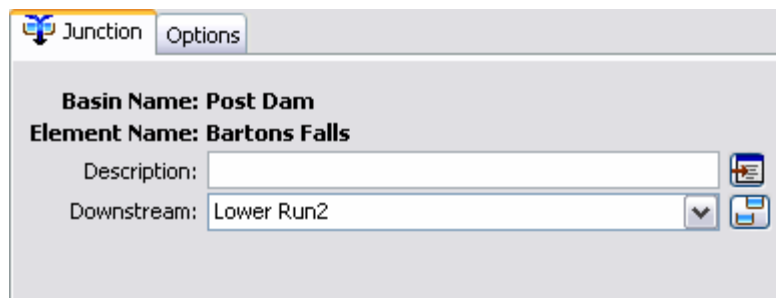 Junction Options
Basin Name: Post Dam
Element Name: Bartons Falls
Description:
Downstream: Lower Run2